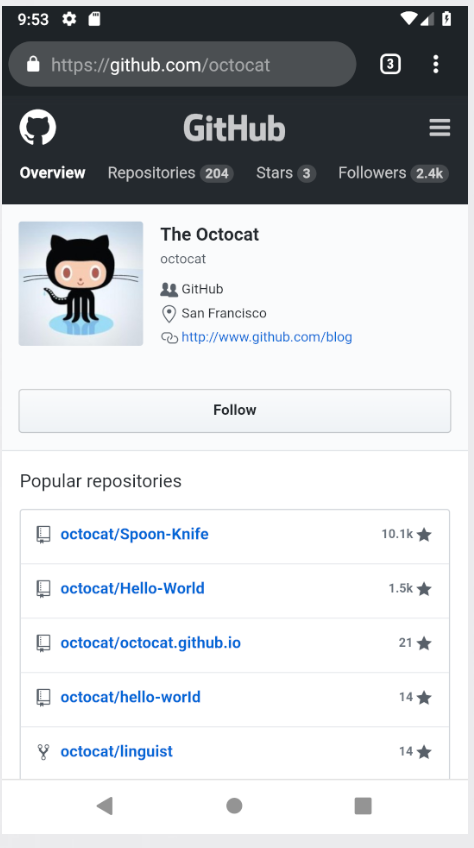 9:53
https://github.com/octocat 3
GitHub
Overview Repositories 204 Stars 3 Followers 2.4k
The Octocat
octocat
GitHub
San Francisco
http://www.github.com/blog
Follow
Popular repositories
octocat/Spoon-Knife 10.1k
octocat/Hello-World 1.5k
octocat/octocat.github.io 21
octocat/hello-world 14
octocat/linguist 14